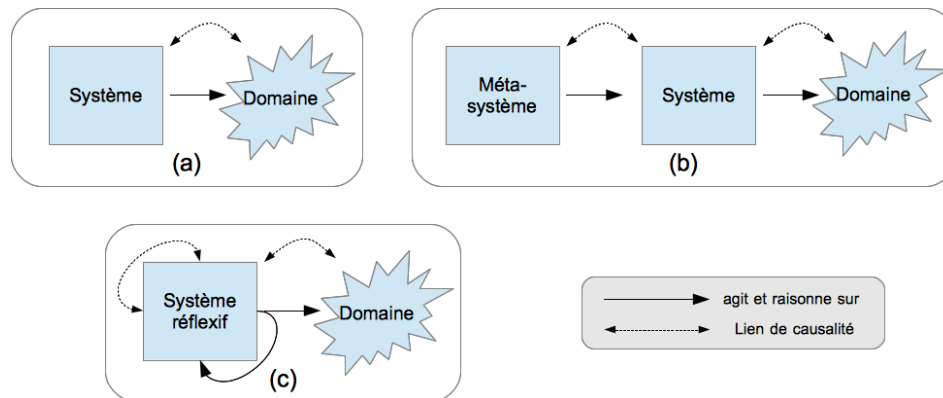 Système
Domaine
(a)
Méta-
système
Système
Domaine
(b)
Système
réflexif
Domaine
(c)
agit et raisonne sur
Lien de causalité